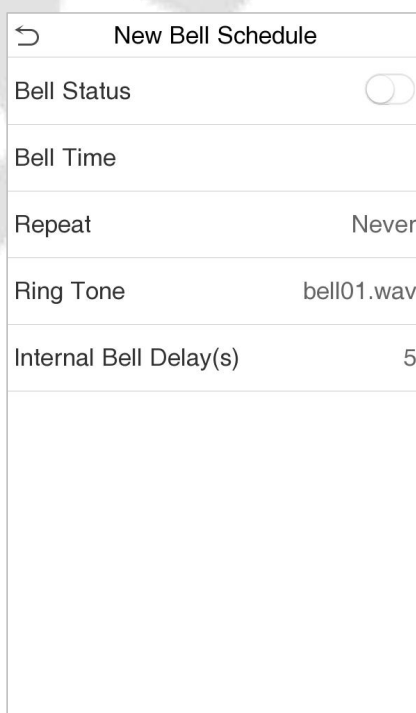 New Bell Schedule
Bell Status
Bell Time
Repeat Never
Ring Tone bell01.wav
Internal Bell Delay(s) 5